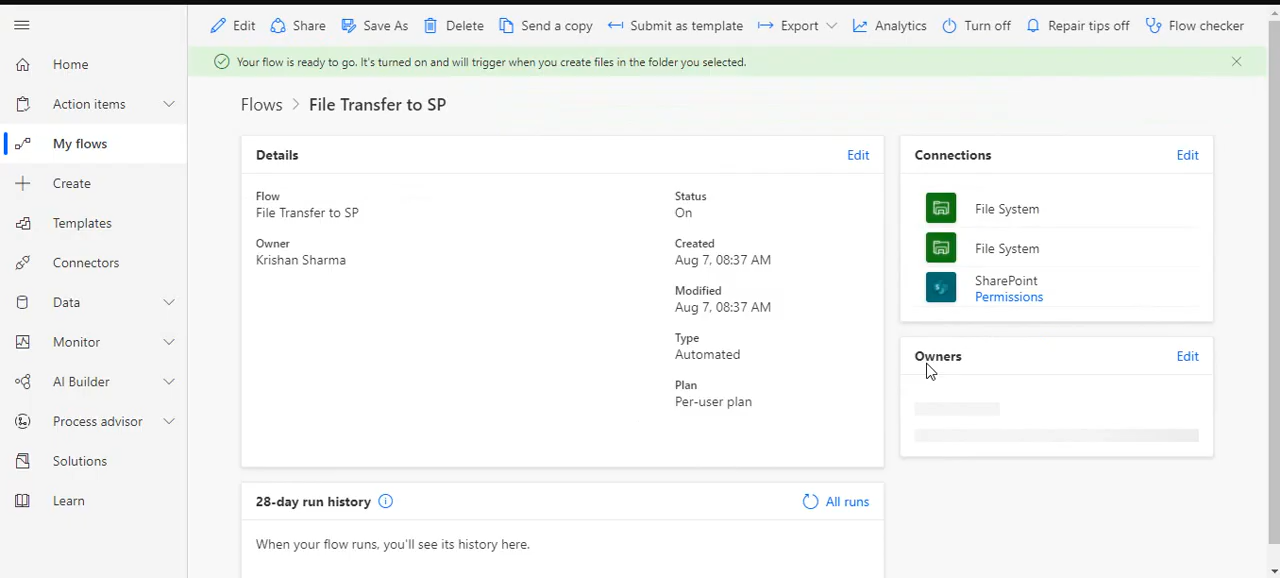 Edit Share Save As Delete Send a copy Submit as template Export Analytics Turn off Repair tips off Flow checker
Your flow is ready to go. It's turned on and will trigger when you create files in the folder you selected.
Home
Action items
My flows
Create
Templates
Connectors
Data
Monitor
AI Builder
Process advisor
Solutions
Learn
Flows > File Transfer to SP
Details Edit
Flow
File Transfer to SP
Owner
Krishan Sharma
Status
On
Created
Aug 7, 08:37 AM
Modified
Aug 7, 08:37 AM
Type
Automated
Plan
Per-user plan
Connections Edit
File System
File System
SharePoint
Permissions
Owners Edit
28-day run history All runs
When your flow runs, you'll see its history here.